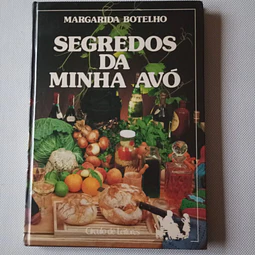 MARGARIDA BOTELHO
SEGREDOS
DA
MINHA AVÓ
Círculo de Leitores